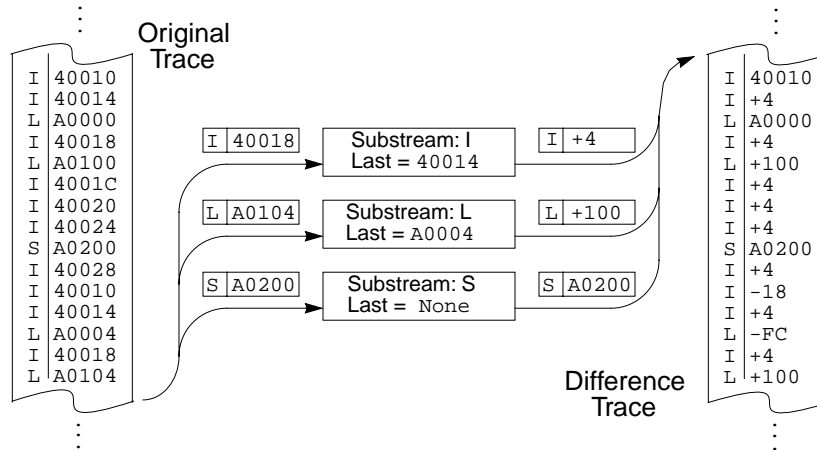 Original
Trace
I 40010
I 40014
L A0000
I 40018
L A0100
I 4001C
I 40020
I 40024
S A0200
I 40028
I 40010
I 40014
L A0004
I 40018
L A0104
I 40018
Substream: I
Last = 40014
I +4
L A0104
Substream: L
Last = A0004
L +100
S A0200
Substream: S
Last = None
S A0200
I 40010
I +4
L A0000
I +4
L +100
I +4
I +4
I +4
S A0200
I +4
I -18
I +4
L -FC
I +4
L +100
Difference
Trace